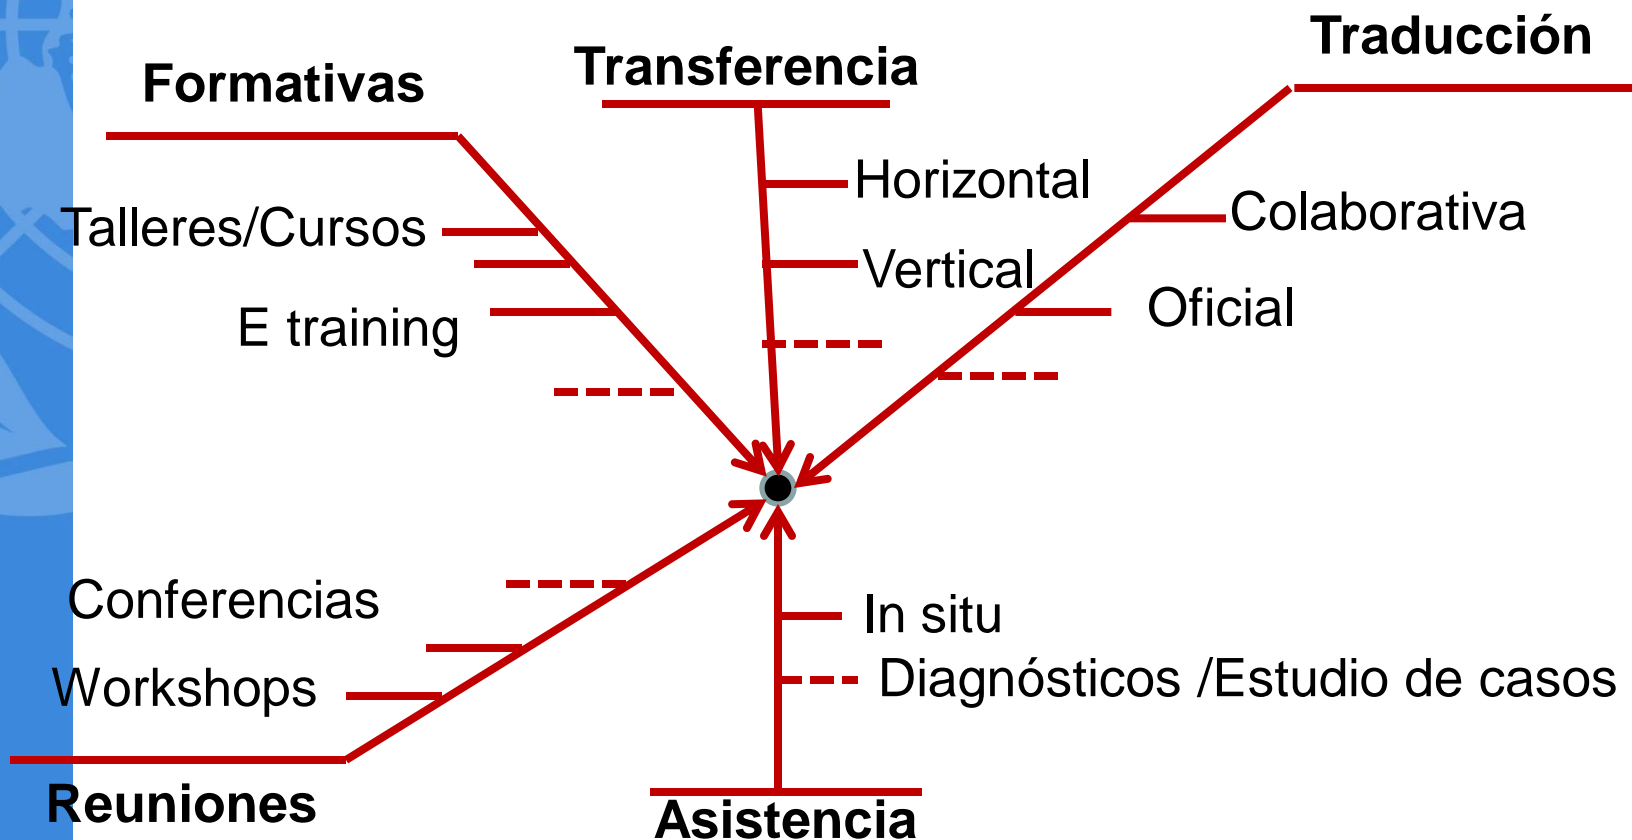 Traducción
Transferencia
Formativas
Horizontal
Colaborativa
Talleres/Cursos
Vertical
Oficial
E training
Conferencias
In situ
Workshops
Diagnósticos /Estudio de casos
Reuniones
Asistencia